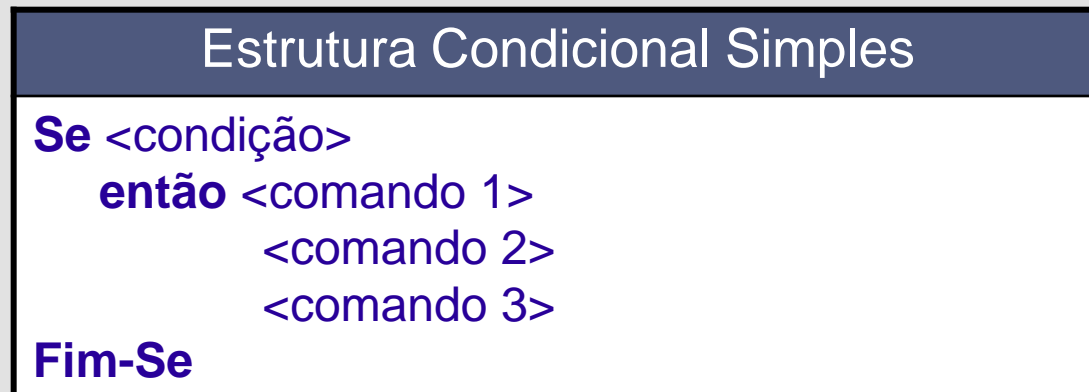 Estrutura Condicional Simples
Se <condição>
então <comando 1>
<comando 2>
<comando 3>
Fim-Se